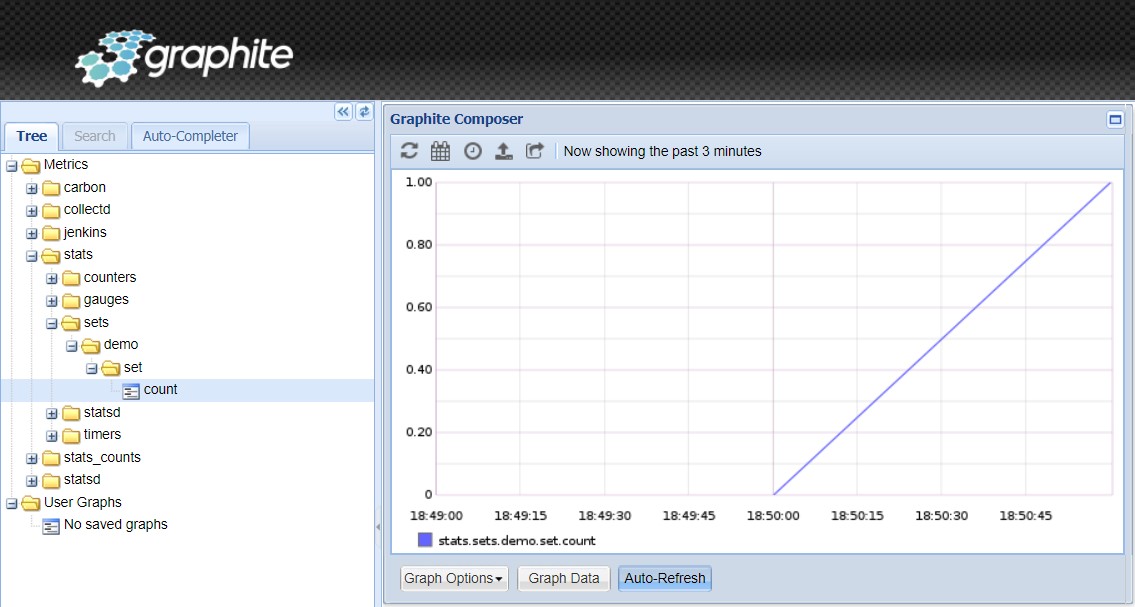 graphite
Tree Search Auto-Completer
Metrics
carbon
collectd
jenkins
stats
counters
gauges
sets
demo
set
count
statsd
timers
stats_counts
statsd
User Graphs
No saved graphs
Graphite Composer
Now showing the past 3 minutes
1.00
0.80
0.60
0.40
0.20
0
18:49:00 18:49:15 18:49:30 18:49:45 18:50:00 18:50:15 18:50:30 18:50:45
stats.sets.demo.set.count
Graph Options Graph Data Auto-Refresh